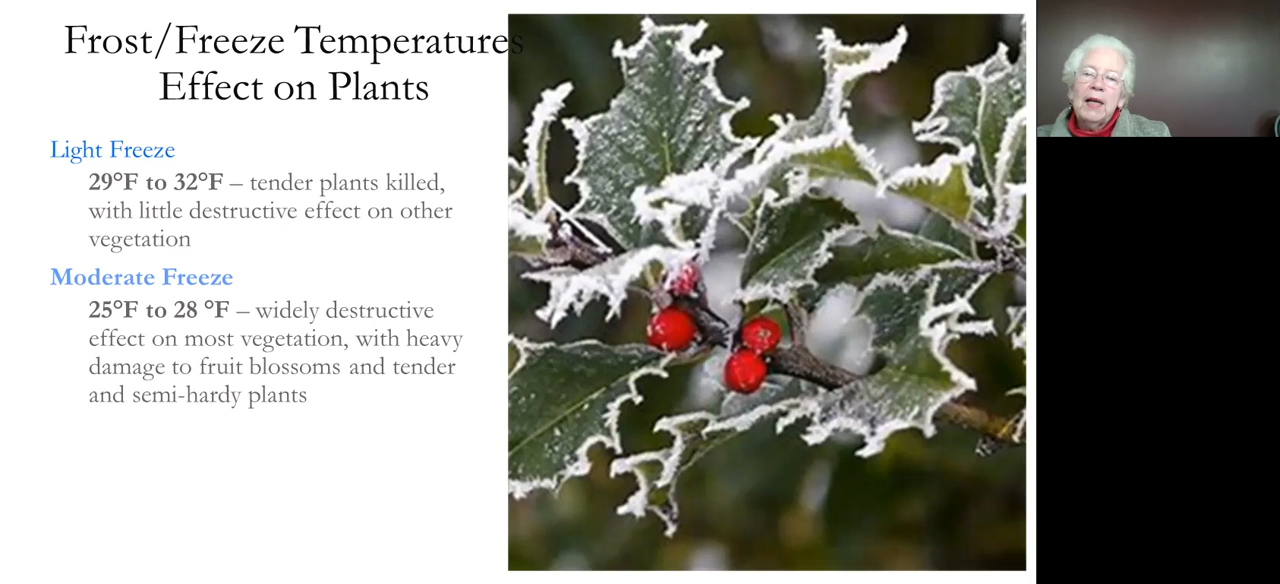 Frost/Freeze Temperatures
Effect on Plants
Light Freeze
29°F to 32°F – tender plants killed,
with little destructive effect on other
vegetation
Moderate Freeze
25°F to 28 °F – widely destructive
effect on most vegetation, with heavy
damage to fruit blossoms and tender
and semi-hardy plants